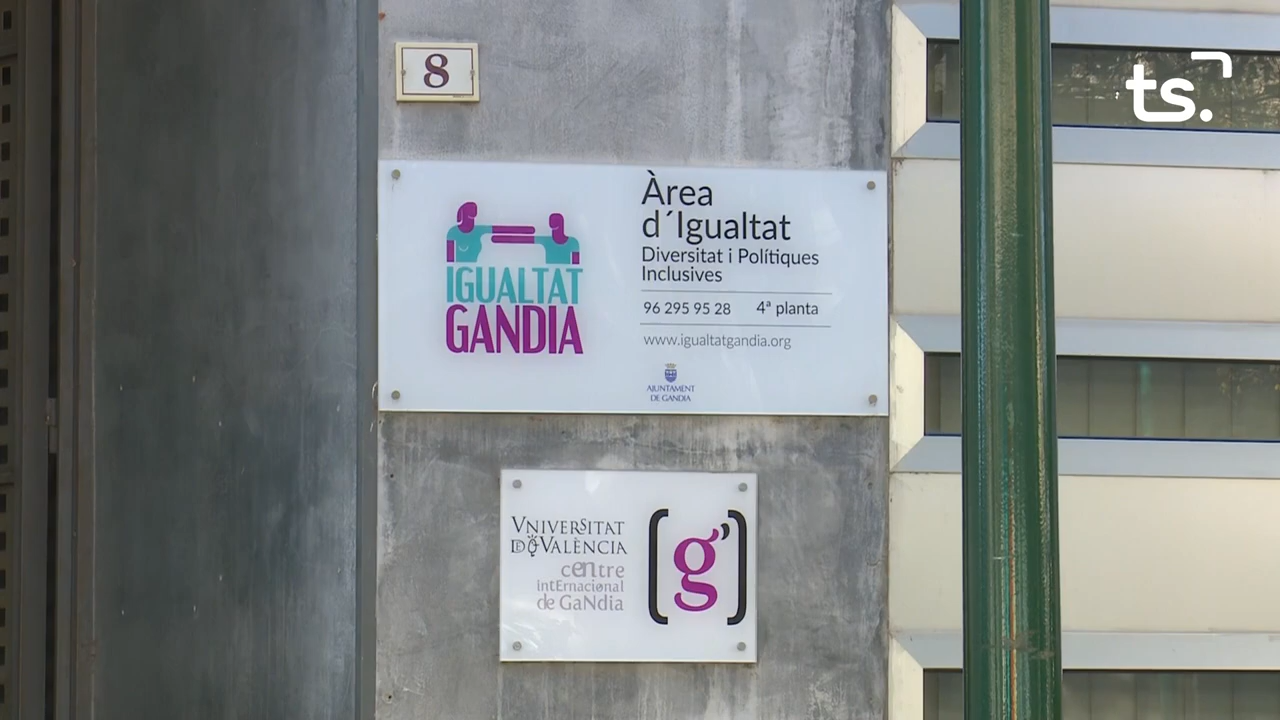 8
ts.
IGUALTAT
GANDIA
Àrea
d´Igualtat
Diversitat i Polítiques
Inclusives
96 295 95 28 4ª planta
www.igualtatgandia.org
AJUNTAMENT
DE GANDIA
VNIVERSITAT
DE VALÈNCIA
centre
intErnacional
de GaNdia
[g']